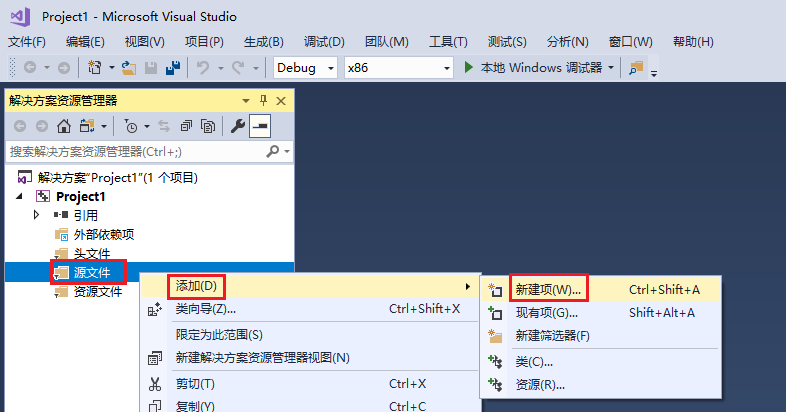 Project1 - Microsoft Visual Studio
文件(F) 编辑(E) 视图(V) 项目(P) 生成(B) 调试(D) 团队(M) 工具(T) 测试(S) 分析(N) 窗口(W) 帮助(H)
Debug x86 本地 Windows 调试器
解决方案资源管理器
搜索解决方案资源管理器(Ctrl+;)
解决方案"Project1"(1 个项目)
Project1
引用
外部依赖项
头文件
源文件
资源文件
添加(D)
类向导(Z)... Ctrl+Shift+X
限定为此范围(S)
新建解决方案资源管理器视图(N)
剪切(T) Ctrl+X
复制(Y) Ctrl+C
新建项(W)... Ctrl+Shift+A
现有项(G)... Shift+Alt+A
新建筛选器(F)
类(C)...
资源(R)...